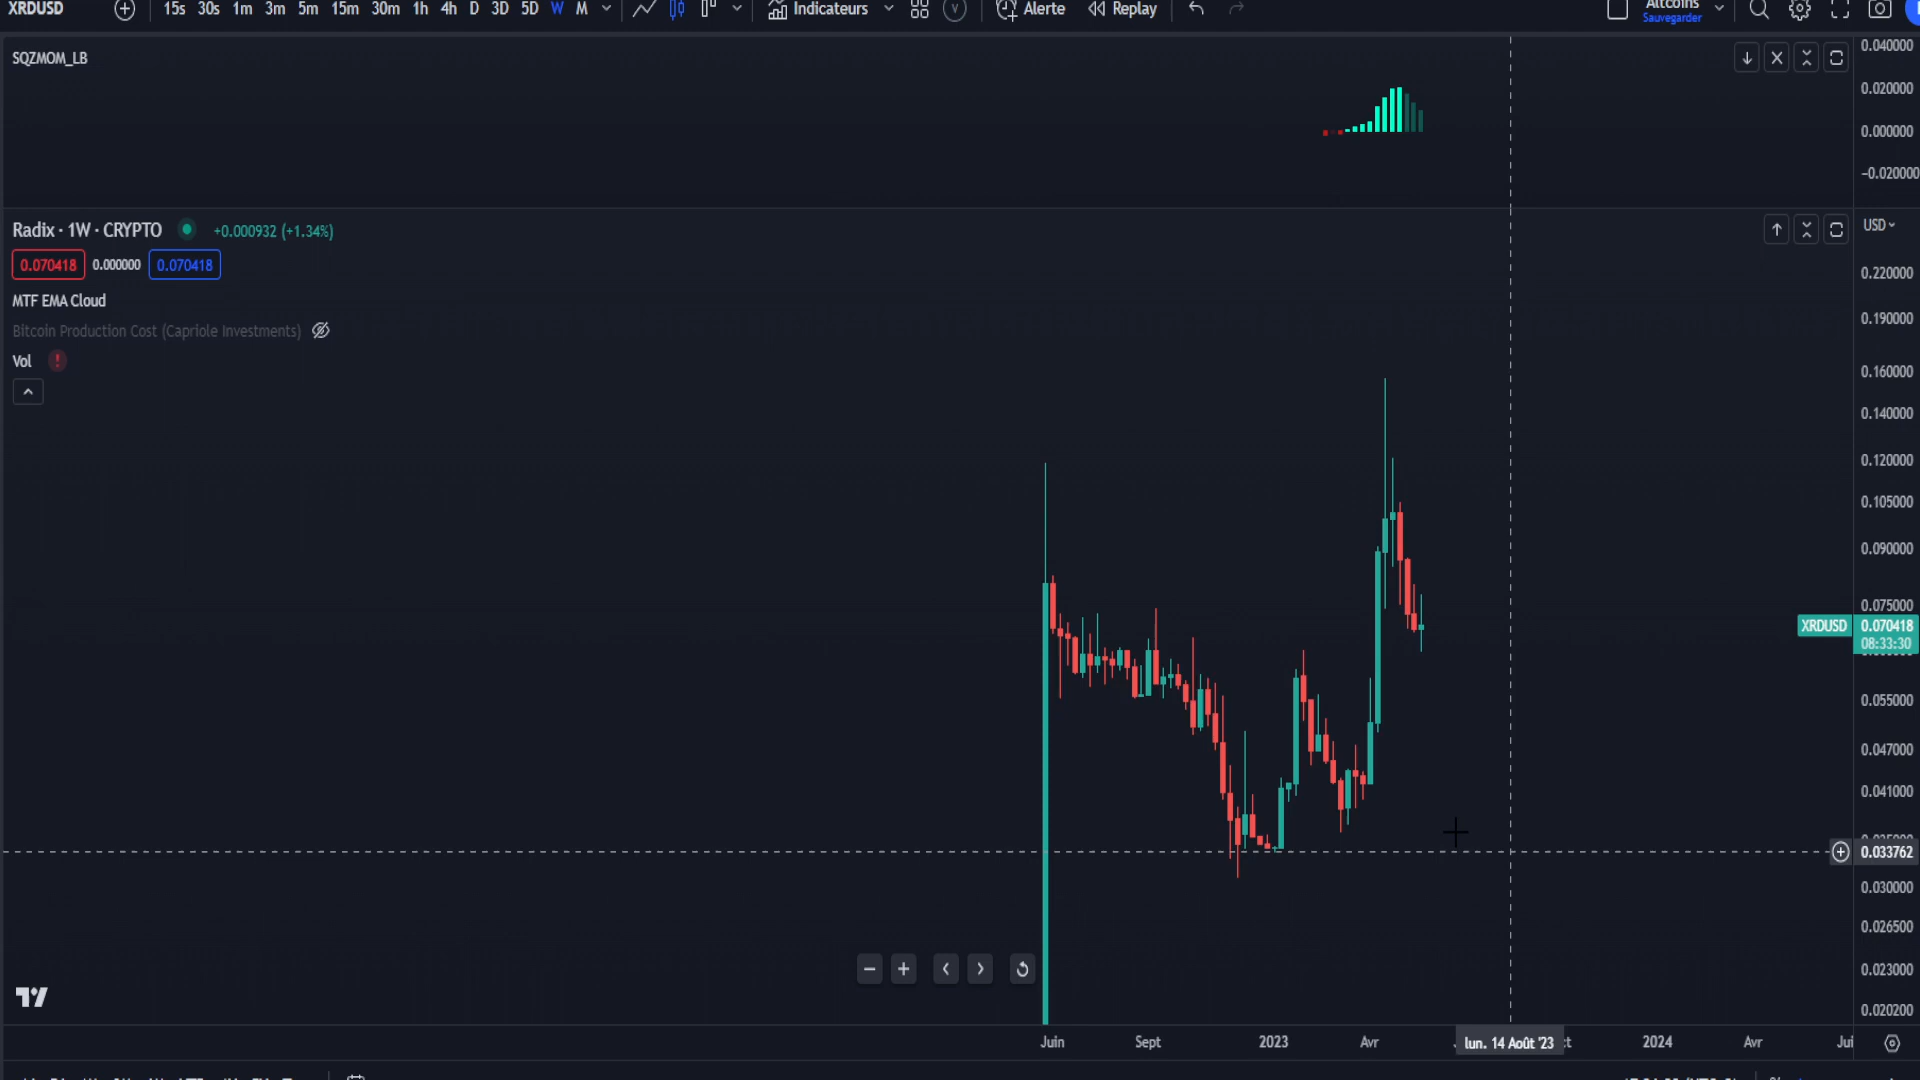 XRDUSD 15s 30s 1m 3m 5m 15m 30m 1h 4h D 3D 5D W M Indicateurs V Alerte Replay Altcoins
Sauvegarder
SQZMOM_LB
0.040000
0.020000
0.000000
−0.020000
Radix · 1W · CRYPTO +0.000932 (+1.34%)
USD
0.070418 0.000000 0.070418
MTF EMA Cloud
Bitcoin Production Cost (Capriole Investments)
Vol !
0.220000
0.190000
0.160000
0.140000
0.120000
0.105000
0.090000
0.075000
XRDUSD 0.070418
08:33:30
0.055000
0.047000
0.041000
0.033762
0.030000
0.026500
0.023000
0.020200
Juin Sept 2023 Avr lun. 14 Août '23 2024 Avr